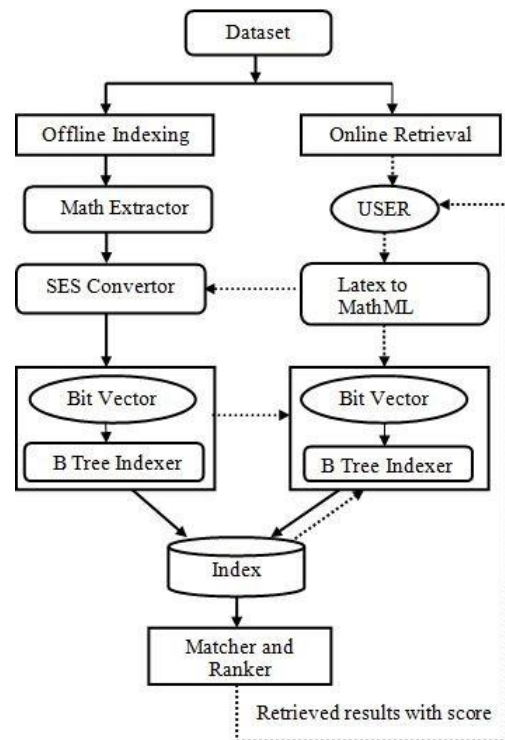 Dataset
Offline Indexing
Online Retrieval
Math Extractor
USER
SES Convertor
Latex to
MathML
Bit Vector
Bit Vector
B Tree Indexer
B Tree Indexer
Index
Matcher and
Ranker
Retrieved results with score